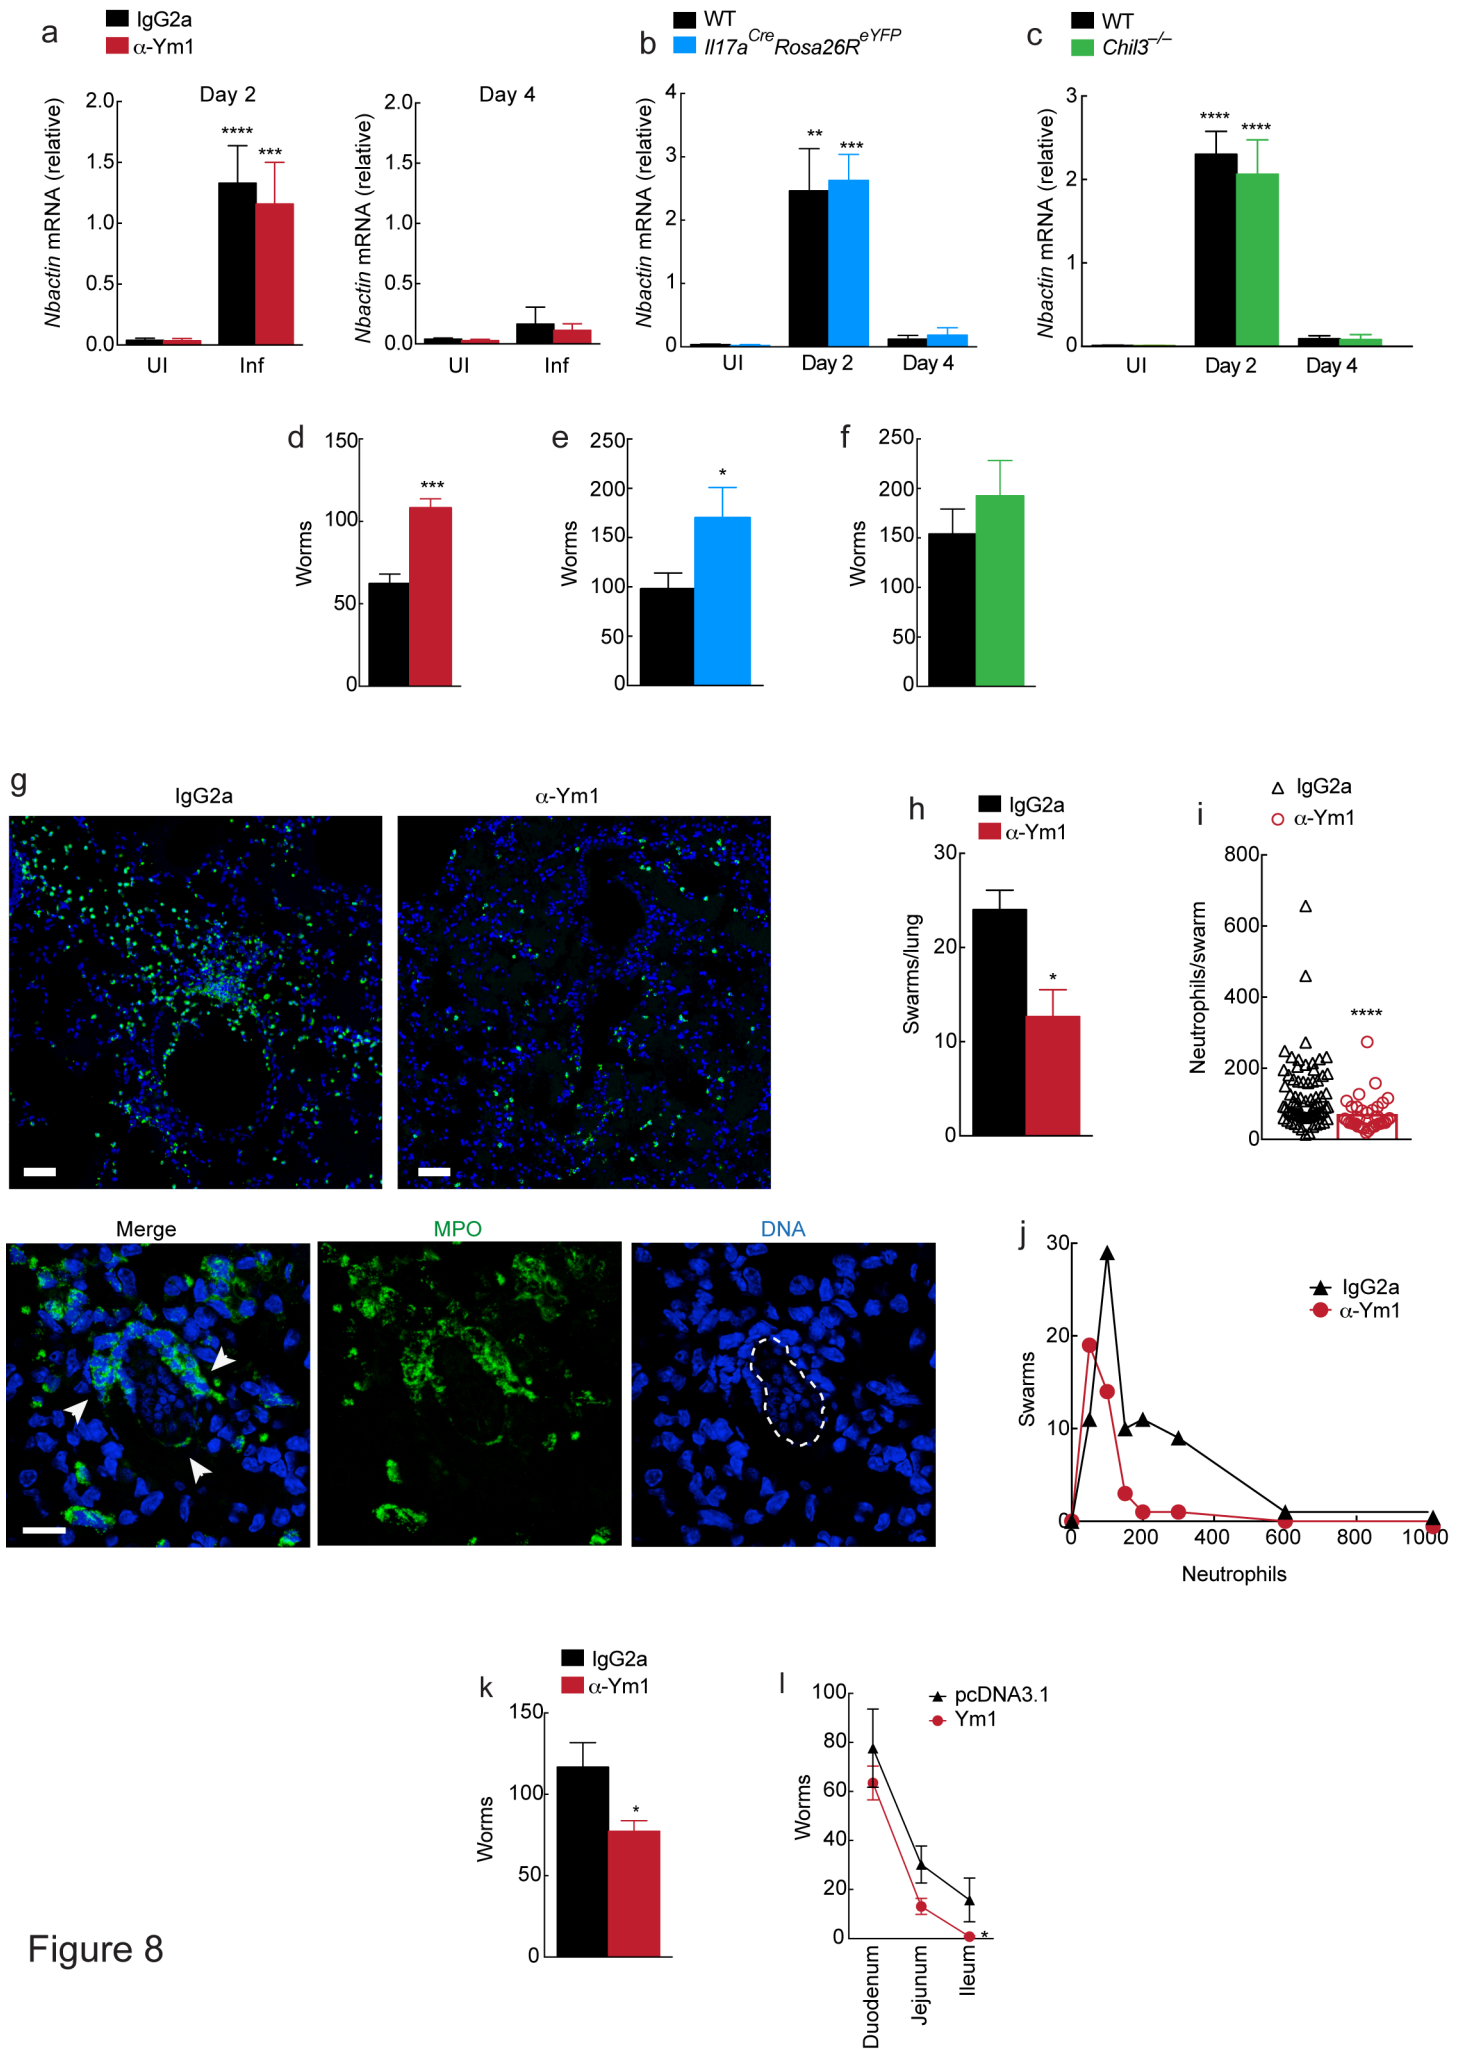 a
IgG2a
α-Ym1
Day 2
Nbactin mRNA (relative)
2.0
1.5
1.0
0.5
0.0
****
***
UI
Inf
Day 4
Nbactin mRNA (relative)
2.0
1.5
1.0
0.5
0.0
UI
Inf
b
WT
Il17aCreRosa26ReYFP
Nbactin mRNA (relative)
4
3
2
1
0
**
***
UI
Day 2
Day 4
c
WT
Chil3–/–
Nbactin mRNA (relative)
3
2
1
0
****
****
UI
Day 2
Day 4
d
Worms
150
100
50
0
***
e
Worms
250
200
150
100
50
0
*
f
Worms
250
200
150
100
50
0
g
IgG2a
α-Ym1
Merge
MPO
DNA
h
IgG2a
α-Ym1
Swarms/lung
30
20
10
0
*
i
IgG2a
α-Ym1
Neutrophils/swarm
800
600
400
200
0
****
j
IgG2a
α-Ym1
Swarms
30
20
10
0
0
200
400
600
800
1000
Neutrophils
k
IgG2a
α-Ym1
Worms
150
100
50
0
*
l
pcDNA3.1
Ym1
Worms
100
80
60
40
20
0
*
Duodenum
Jejunum
Ileum
Figure 8